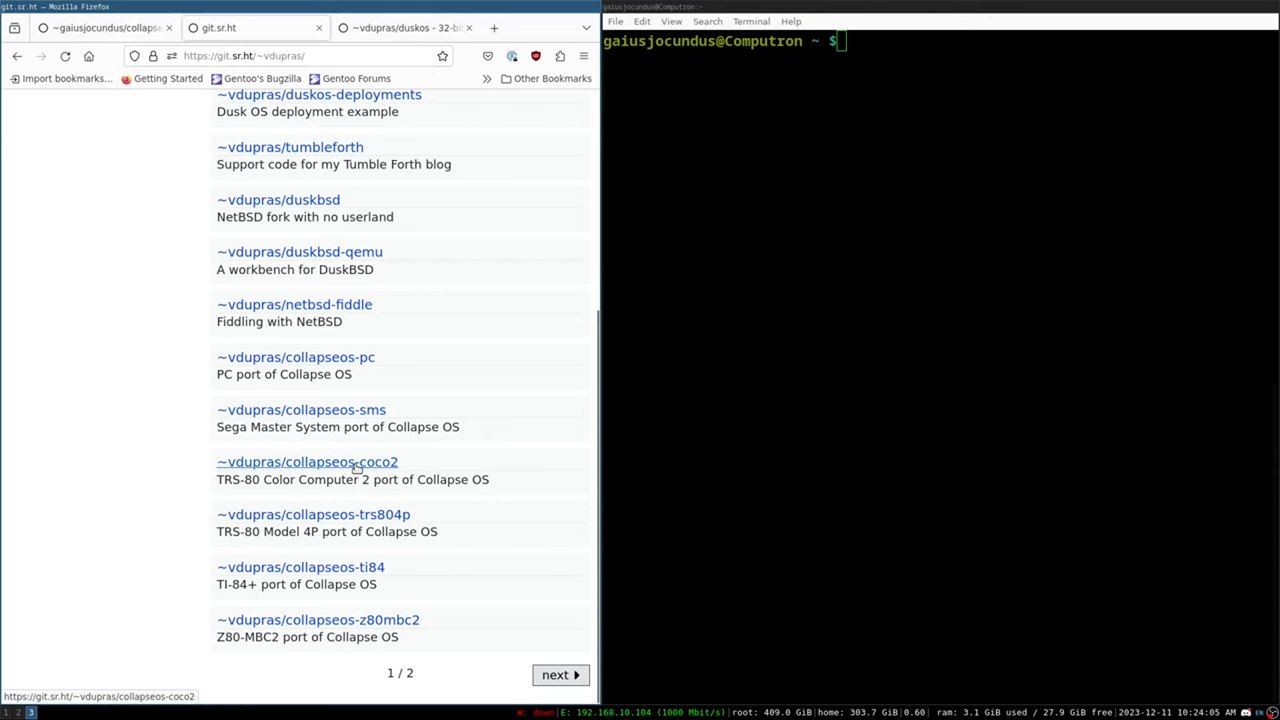 git.sr.ht — Mozilla Firefox
~gaiusjocundus/collapse
git.sr.ht
~vdupras/duskos - 32-bi
https://git.sr.ht/~vdupras/
Import bookmarks...
Getting Started
Gentoo's Bugzilla
Gentoo Forums
Other Bookmarks
~vdupras/duskos-deployments
Dusk OS deployment example
~vdupras/tumbleforth
Support code for my Tumble Forth blog
~vdupras/duskbsd
NetBSD fork with no userland
~vdupras/duskbsd-qemu
A workbench for DuskBSD
~vdupras/netbsd-fiddle
Fiddling with NetBSD
~vdupras/collapseos-pc
PC port of Collapse OS
~vdupras/collapseos-sms
Sega Master System port of Collapse OS
~vdupras/collapseos-coco2
TRS-80 Color Computer 2 port of Collapse OS
~vdupras/collapseos-trs804p
TRS-80 Model 4P port of Collapse OS
~vdupras/collapseos-ti84
TI-84+ port of Collapse OS
~vdupras/collapseos-z80mbc2
Z80-MBC2 port of Collapse OS
1 / 2
next
https://git.sr.ht/~vdupras/collapseos-coco2
gaiusjocundus@Computron:~
File Edit View Search Terminal Help
gaiusjocundus@Computron ~ $
1 2 3
W: down|E: 192.168.10.104 (1000 Mbit/s)|root: 409.0 GiB|home: 303.7 GiB|0.60 | ram: 3.1 GiB used / 27.9 GiB free|2023-12-11 10:24:05 AM
EN